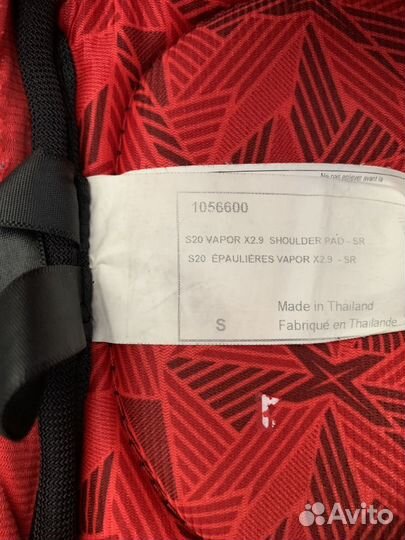 Ne pas enlever avant la
1056600
S20 VAPOR X2.9 SHOULDER PAD - SR
S20 ÉPAULIÈRES VAPOR X2.9 - SR
Made in Thailand
S Fabriqué en Thaïlande
Avito